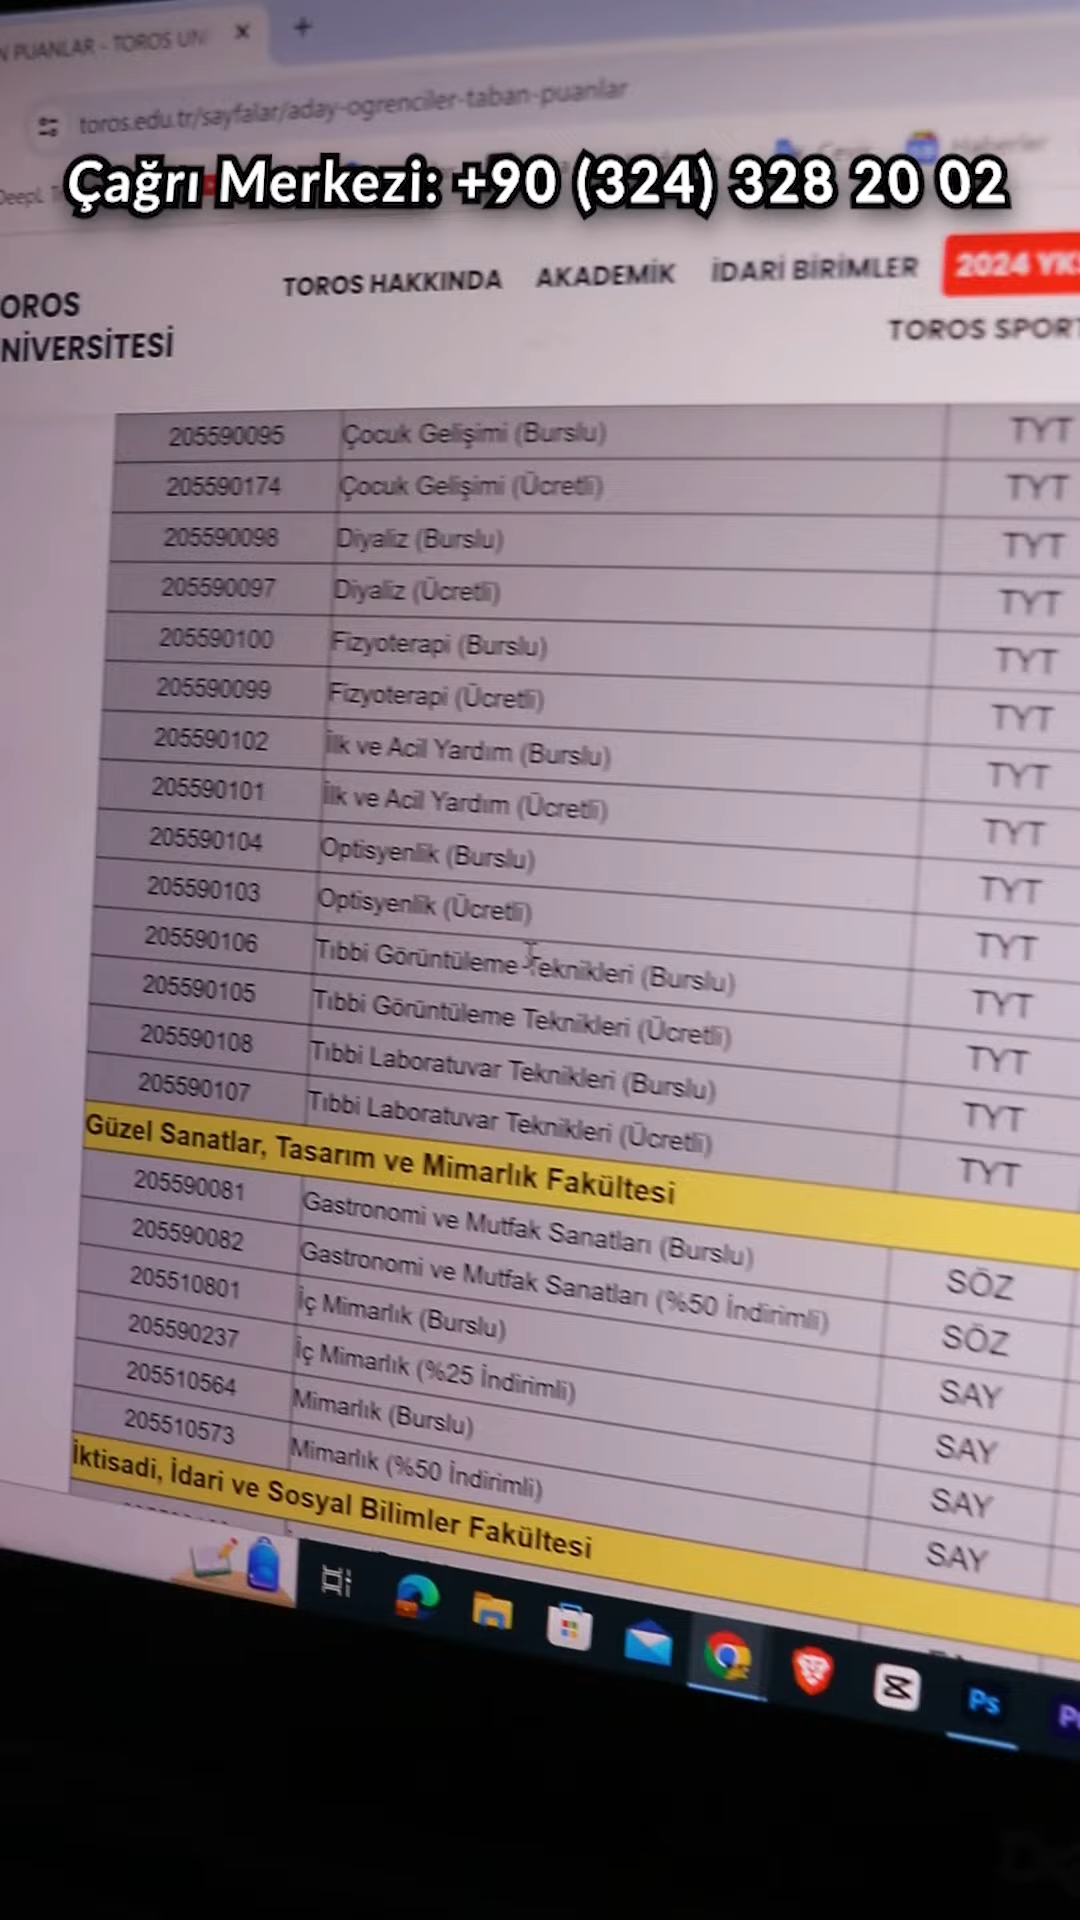 N PUANLAR - TOROS UN
toros.edu.tr/sayfalar/aday-ogrenciler-taban-puanlar
Haberler
DeepL
Çağrı Merkezi: +90 (324) 328 20 02
TOROS HAKKINDA AKADEMİK İDARİ BİRİMLER 2024 YKS
OROS
NİVERSİTESİ
TOROS SPORT
205590095 Çocuk Gelişimi (Burslu) TYT
205590174 Çocuk Gelişimi (Ücretli) TYT
205590098 Diyaliz (Burslu) TYT
205590097 Diyaliz (Ücretli) TYT
205590100 Fizyoterapi (Burslu) TYT
205590099 Fizyoterapi (Ücretli) TYT
205590102 İlk ve Acil Yardım (Burslu) TYT
205590101 İlk ve Acil Yardım (Ücretli) TYT
205590104 Optisyenlik (Burslu) TYT
205590103 Optisyenlik (Ücretli) TYT
205590106 Tıbbi Görüntüleme Teknikleri (Burslu) TYT
205590105 Tıbbi Görüntüleme Teknikleri (Ücretli) TYT
205590108 Tıbbi Laboratuvar Teknikleri (Burslu) TYT
205590107 Tıbbi Laboratuvar Teknikleri (Ücretli) TYT
Güzel Sanatlar, Tasarım ve Mimarlık Fakültesi
205590081 Gastronomi ve Mutfak Sanatları (Burslu) SÖZ
205590082 Gastronomi ve Mutfak Sanatları (%50 İndirimli) SÖZ
205510801 İç Mimarlık (Burslu) SAY
205590237 İç Mimarlık (%25 İndirimli) SAY
205510564 Mimarlık (Burslu) SAY
205510573 Mimarlık (%50 İndirimli) SAY
İktisadi, İdari ve Sosyal Bilimler Fakültesi
Ps